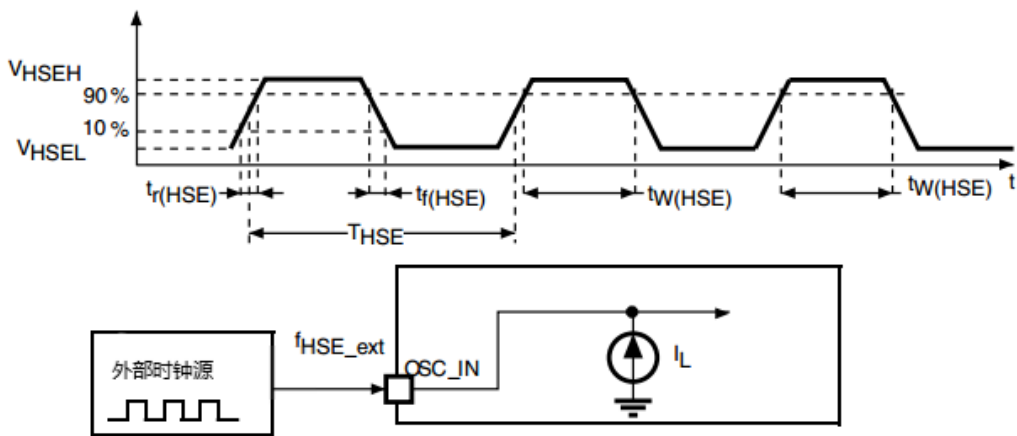 VHSEH
90 %
10 %
VHSEL
tr(HSE) tf(HSE) tW(HSE) tW(HSE) t
THSE
fHSE_ext
OSC_IN
IL
外部时钟源